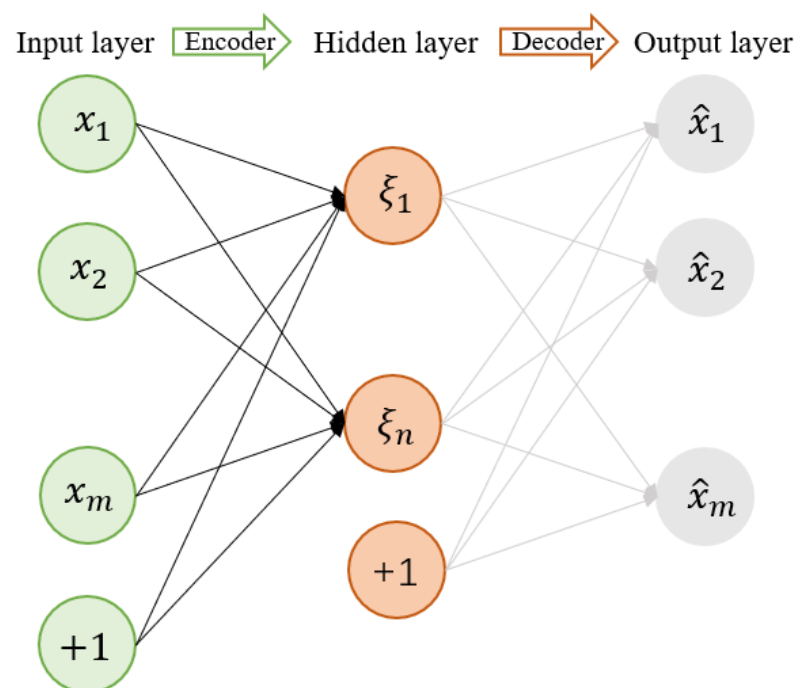 Input layer Encoder Hidden layer Decoder Output layer
x₁ ξ₁ x̂₁
x₂ x̂₂
ξₙ
xₘ x̂ₘ
+1
+1